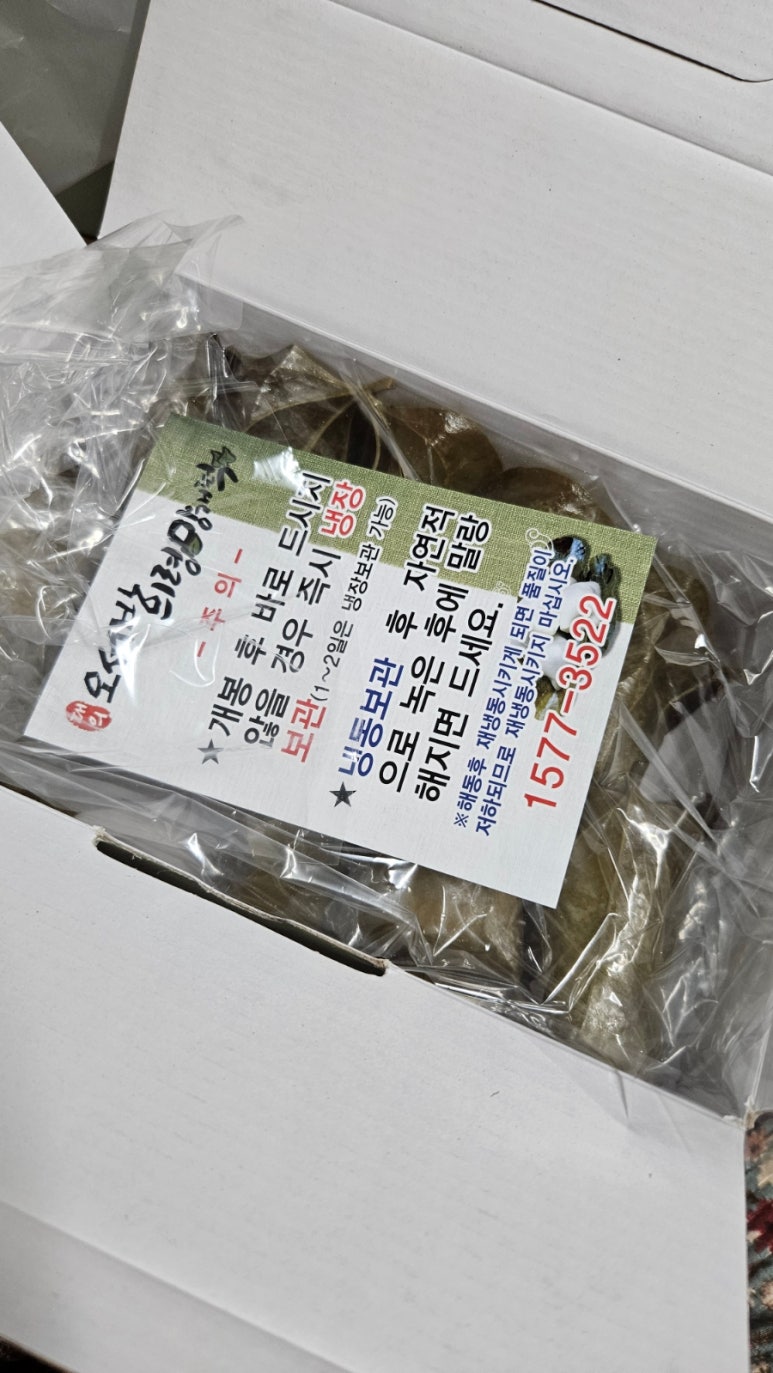 의령망개떡
- 주 의 -
★개봉 후 바로 드시지
않을 경우 즉시 냉장
보관(1~2일은 냉장보관 가능)
★냉동보관 후 자연적
으로 녹은 후에 말랑
해지면 드세요.
※해동후 재냉동시키게 되면 품질이
저하되므로 재냉동시키지 마십시오.
1577-3522